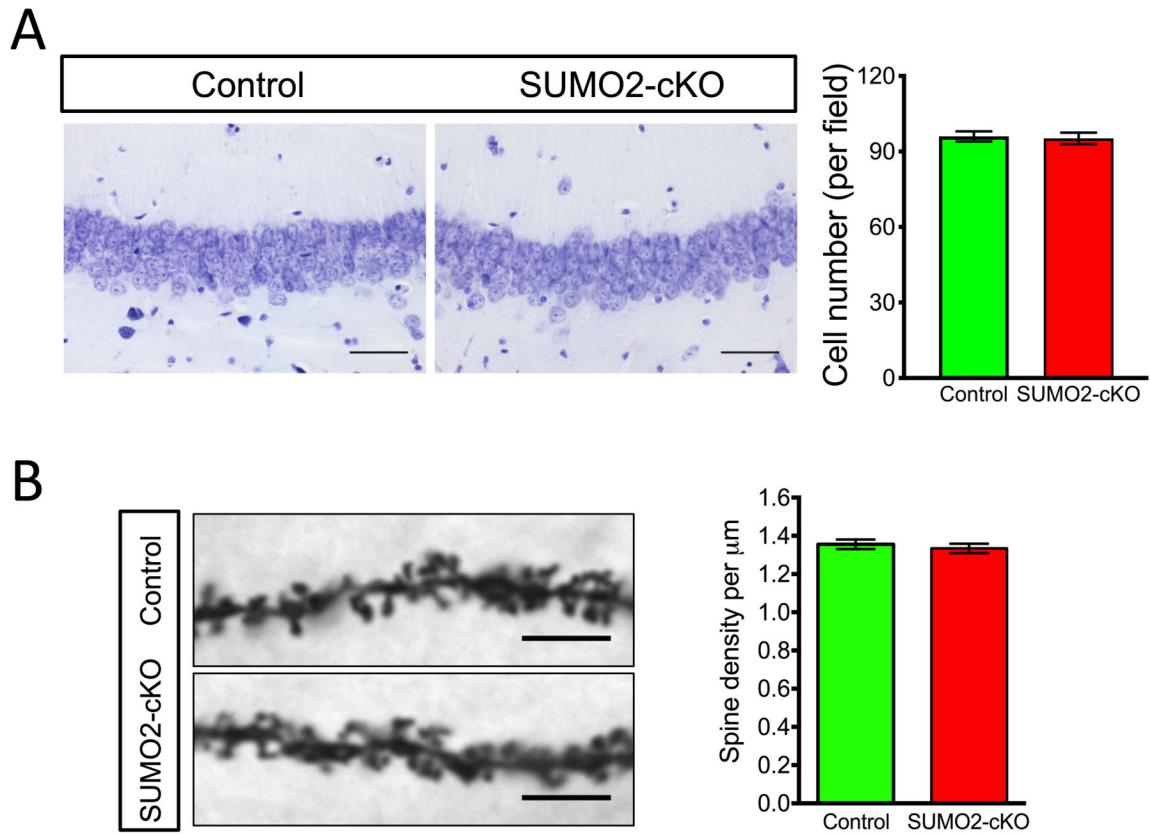 A
Control
SUMO2-cKO
Cell number (per field)
120
90
60
30
0
Control
SUMO2-cKO
B
Control
SUMO2-cKO
Spine density per μm
1.6
1.4
1.2
1.0
0.8
0.6
0.4
0.2
0.0
Control
SUMO2-cKO